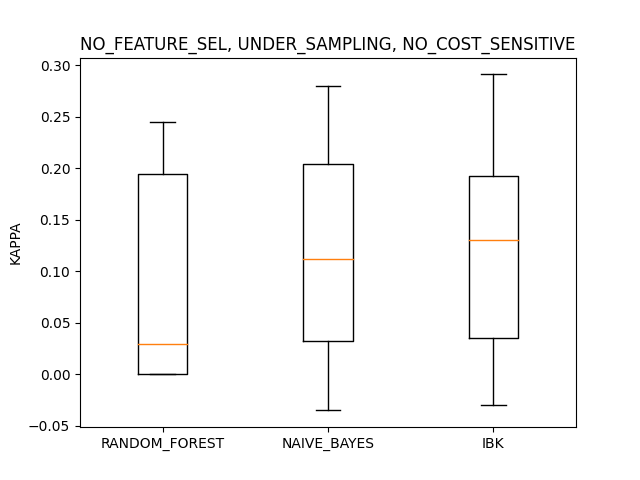 NO_FEATURE_SEL, UNDER_SAMPLING, NO_COST_SENSITIVE
0.30
0.25
0.20
0.15
0.10
0.05
0.00
−0.05
KAPPA
RANDOM_FOREST NAIVE_BAYES IBK